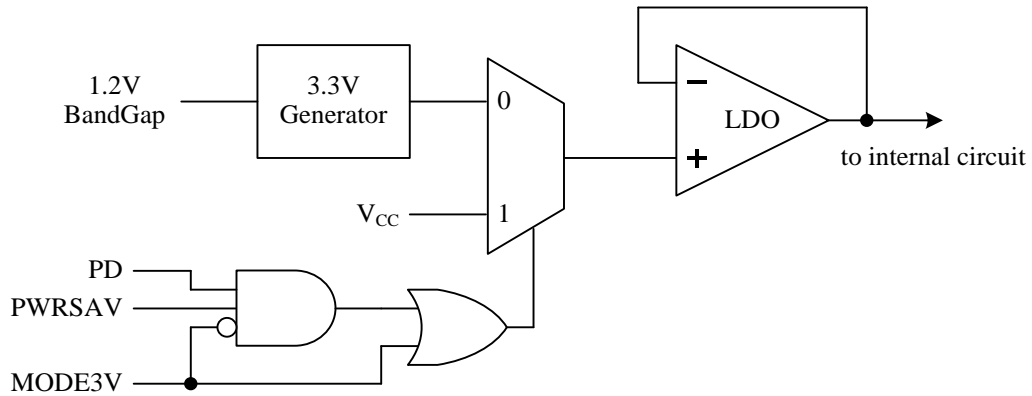 1.2V
BandGap
3.3V
Generator
0
1
VCC
LDO
−
+
to internal circuit
PD
PWRSAV
MODE3V